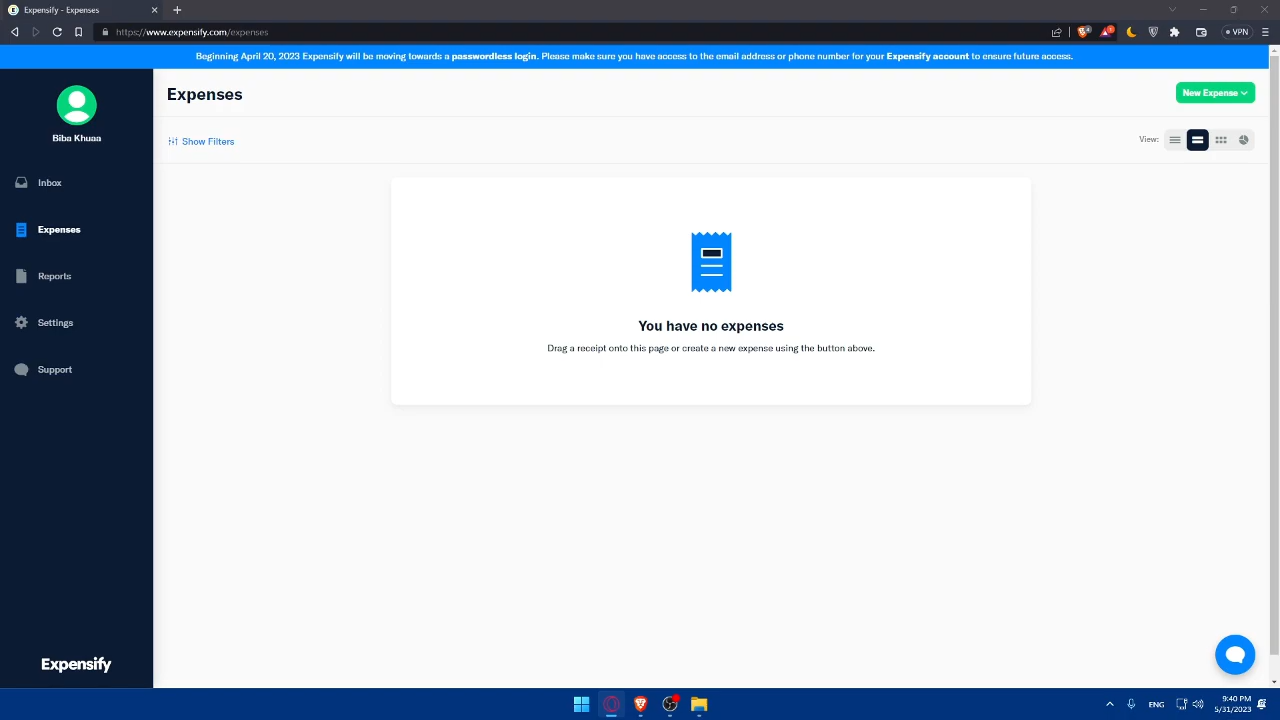 Expensify - Expenses
https://www.expensify.com/expenses
VPN
Beginning April 20, 2023 Expensify will be moving towards a passwordless login. Please make sure you have access to the email address or phone number for your Expensify account to ensure future access.
Biba Khuaa
Inbox
Expenses
Reports
Settings
Support
Expensify
Expenses
New Expense
Show Filters
View:
You have no expenses
Drag a receipt onto this page or create a new expense using the button above.
ENG
9:40 PM
5/31/2023